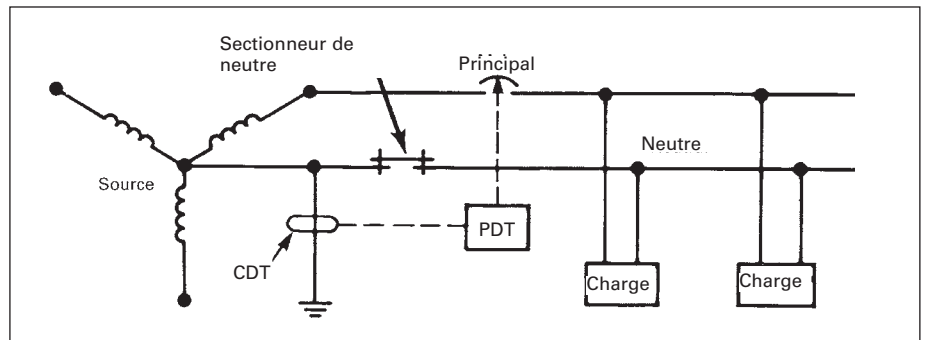 Sectionneur de
neutre
Principal
Neutre
Source
PDT
CDT
Charge
Charge